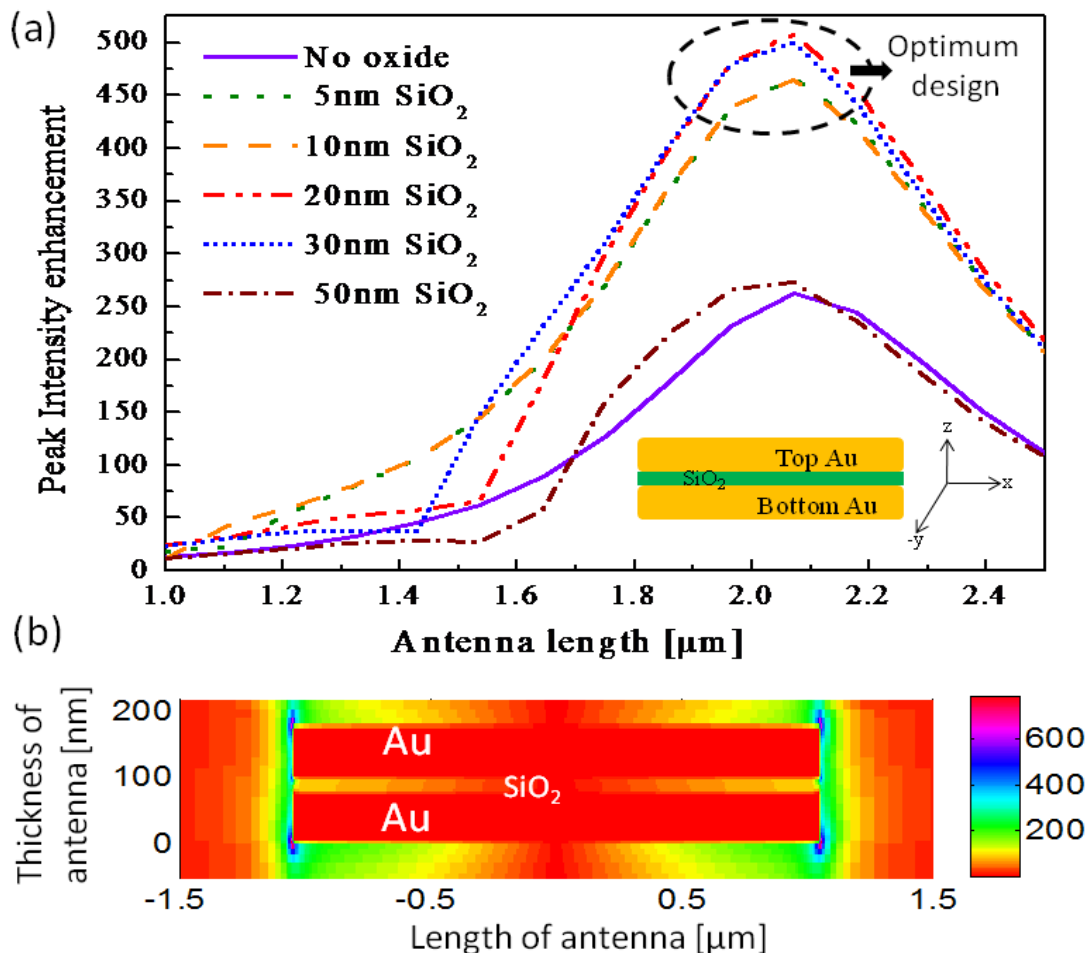 (a)
Peak Intensity enhancement
500
450
400
350
300
250
200
150
100
50
0
No oxide
5nm SiO₂
10nm SiO₂
20nm SiO₂
30nm SiO₂
50nm SiO₂
Optimum
design
Top Au
SiO₂
Bottom Au
z
x
-y
1.0 1.2 1.4 1.6 1.8 2.0 2.2 2.4
Antenna length [μm]
(b)
Thickness of
antenna [nm]
200
100
0
Au
SiO₂
Au
600
400
200
-1.5 -0.5 0.5 1.5
Length of antenna [μm]